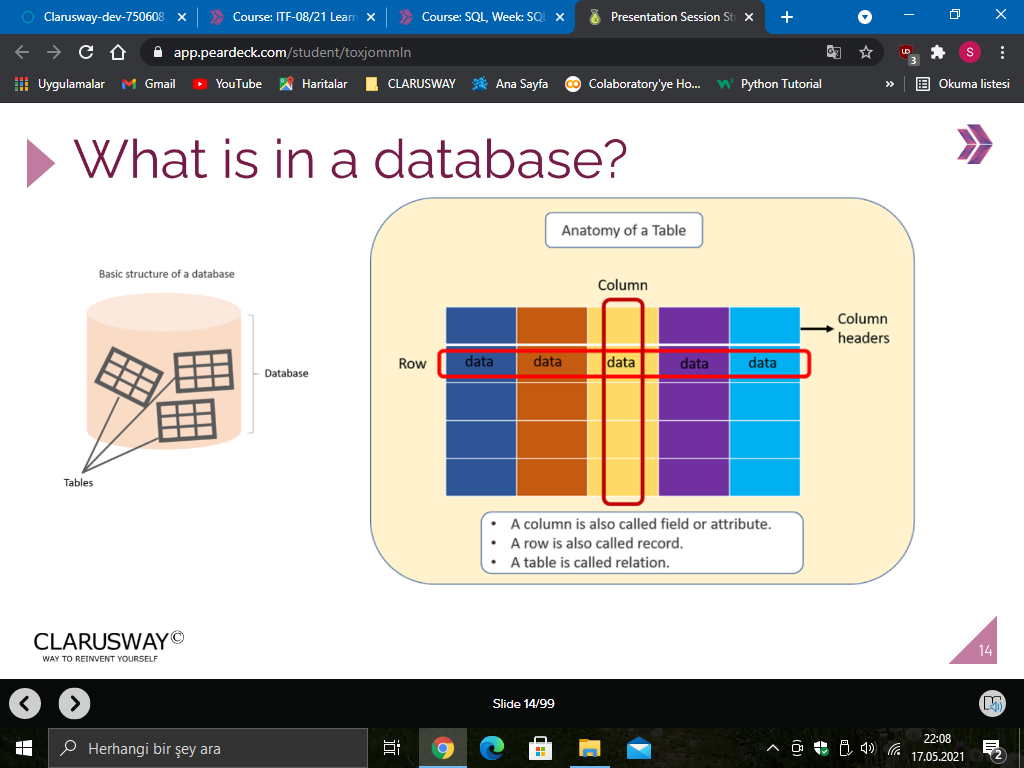 Clarusway-dev-750608
Course: ITF-08/21 Learn
Course: SQL, Week: SQL
Presentation Session St
app.peardeck.com/student/toxjommln
UD
3
S
Uygulamalar
Gmail
YouTube
Haritalar
CLARUSWAY
Ana Sayfa
Colaboratory'ye Ho...
Python Tutorial
»
Okuma listesi
What is in a database?
Basic structure of a database
Database
Tables
Anatomy of a Table
Column
Column
headers
Row
data data data data data
• A column is also called field or attribute.
• A row is also called record.
• A table is called relation.
CLARUSWAY©
WAY TO REINVENT YOURSELF
14
Slide 14/99
Herhangi bir şey ara
22:08
17.05.2021
2